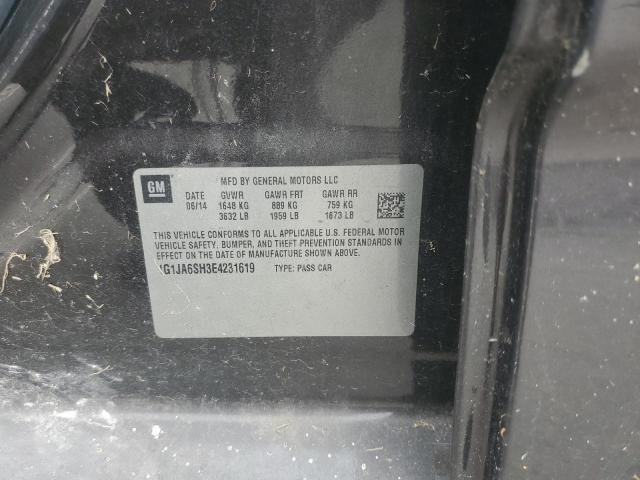 GM
MFD BY GENERAL MOTORS LLC
DATE GVWR GAWR FRT GAWR RR
06/14 1648 KG 889 KG 759 KG
3632 LB 1959 LB 1673 LB
THIS VEHICLE CONFORMS TO ALL APPLICABLE U.S. FEDERAL MOTOR
VEHICLE SAFETY, BUMPER, AND THEFT PREVENTION STANDARDS IN
EFFECT ON THE DATE OF MANUFACTURE SHOWN ABOVE.
1G1JA6SH3E4231619 TYPE: PASS CAR